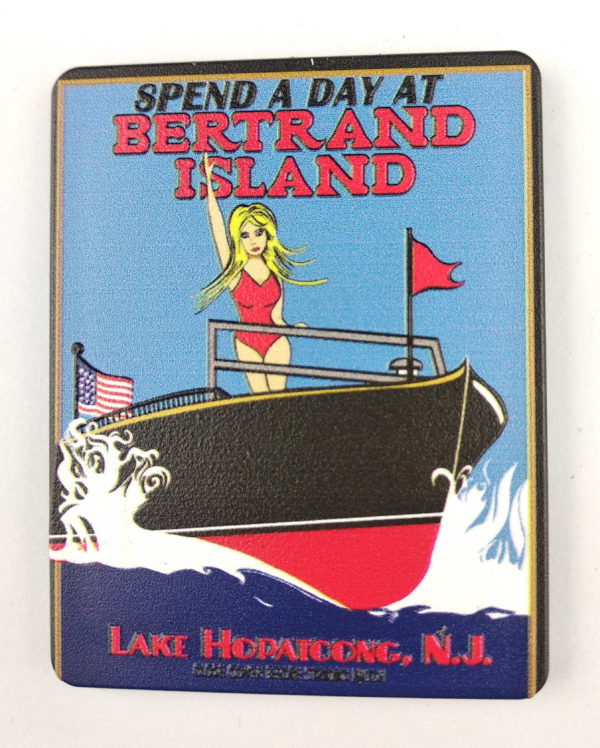 SPEND A DAY AT
BERTRAND
ISLAND
LAKE HOPATCONG, N.J.